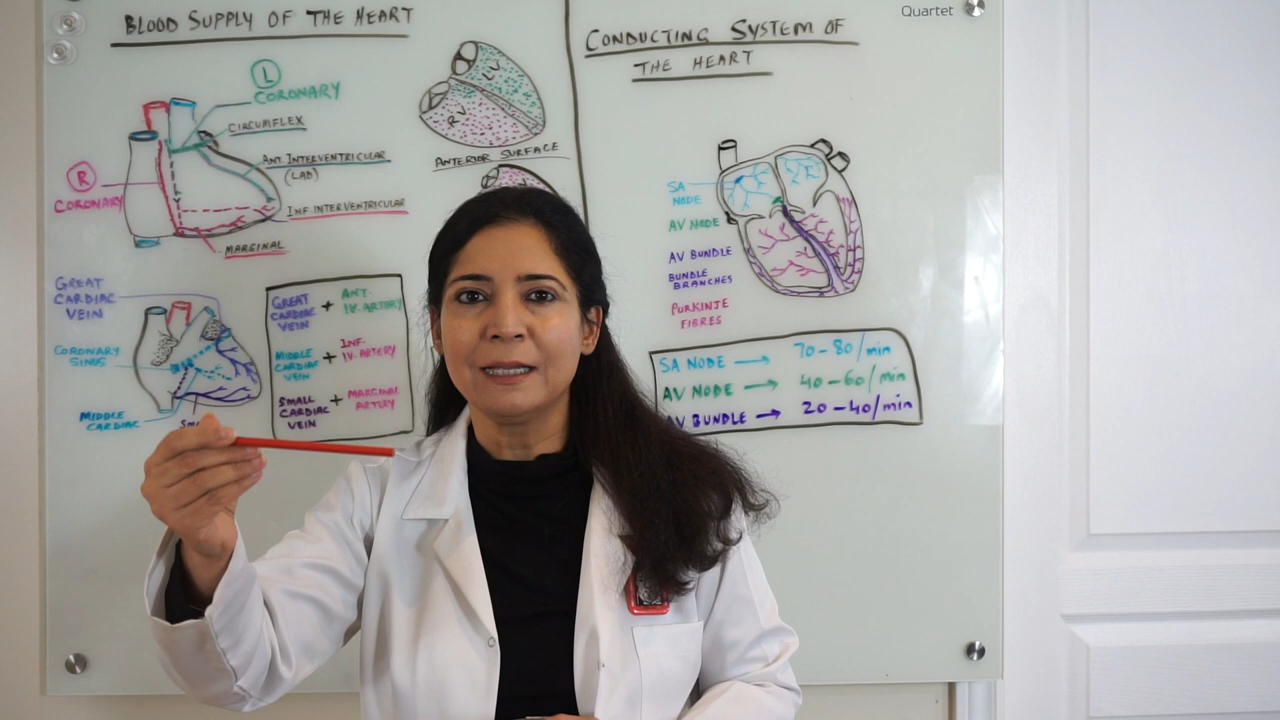 BLOOD SUPPLY OF THE HEART
L
CORONARY
CIRCUMFLEX
ANT. INTERVENTRICULAR
(LAD)
R
CORONARY
INF. INTERVENTRICULAR
MARGINAL
LV
RV
ANTERIOR SURFACE
GREAT
CARDIAC
VEIN
CORONARY
SINUS
MIDDLE
CARDIAC
GREAT
CARDIAC
VEIN
+
ANT.
IV. ARTERY
MIDDLE
CARDIAC
VEIN
+
INF.
IV. ARTERY
SMALL
CARDIAC
VEIN
+
MARGINAL
ARTERY
Quartet
CONDUCTING SYSTEM OF
THE HEART
SA
NODE
AV NODE
AV BUNDLE
BUNDLE
BRANCHES
PURKINJE
FIBRES
SA NODE → 70-80/min
AV NODE → 40-60/min
AV BUNDLE → 20-40/min